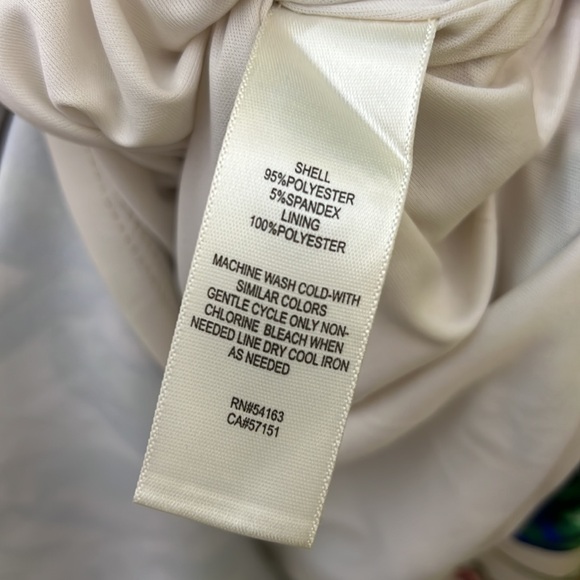 SHELL
95%POLYESTER
5%SPANDEX
LINING
100%POLYESTER
MACHINE WASH COLD-WITH
SIMILAR COLORS
GENTLE CYCLE ONLY NON-
CHLORINE BLEACH WHEN
NEEDED LINE DRY COOL IRON
AS NEEDED
RN#54163
CA#57151